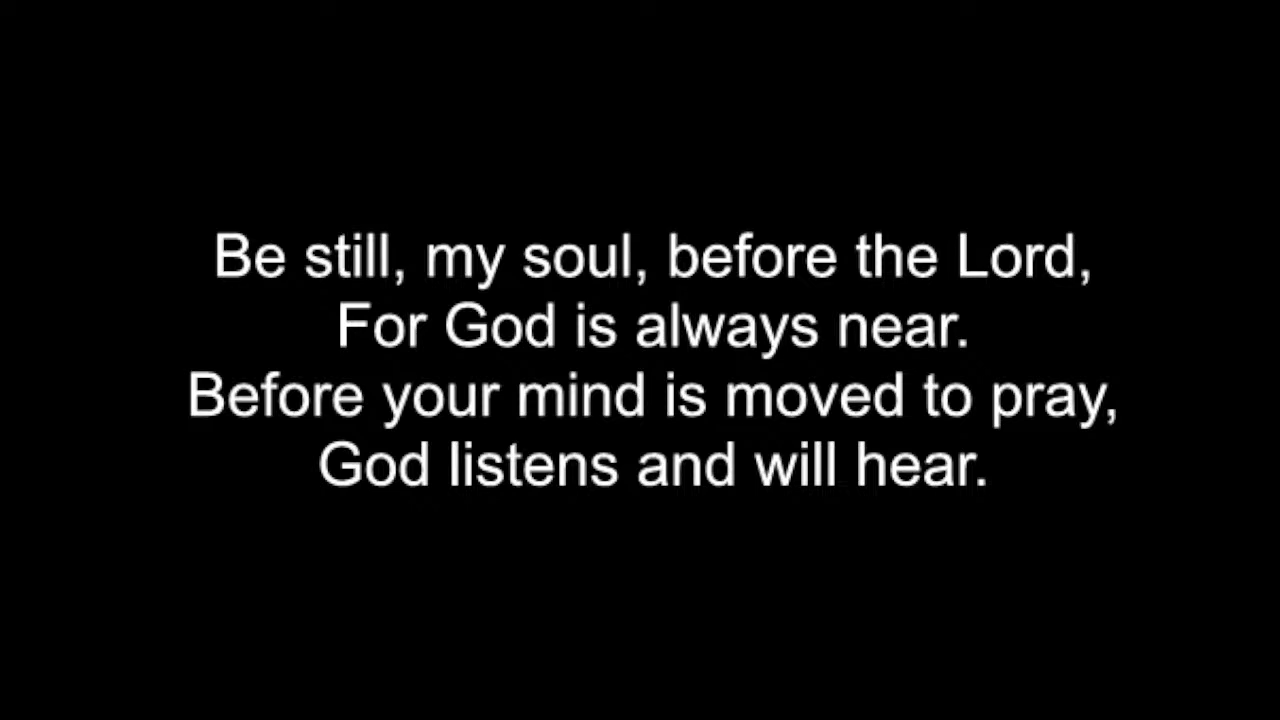 Be still, my soul, before the Lord,
For God is always near.
Before your mind is moved to pray,
God listens and will hear.